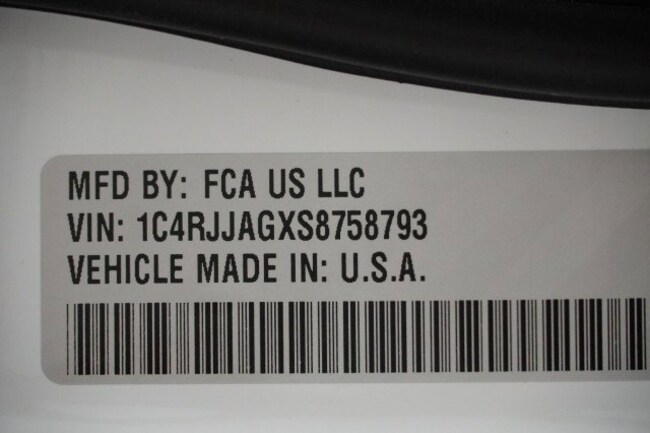 MFD BY: FCA US LLC
VIN: 1C4RJJAGXS8758793
VEHICLE MADE IN: U.S.A.